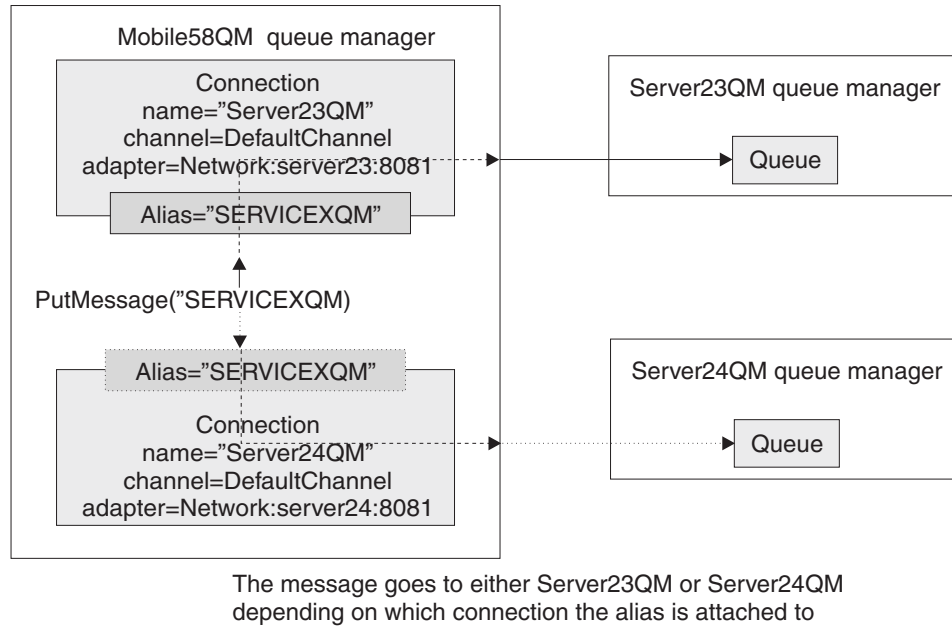 Mobile58QM queue manager
Connection
name=”Server23QM”
channel=DefaultChannel
adapter=Network:server23:8081
Alias=”SERVICEXQM”
Server23QM queue manager
Queue
PutMessage(”SERVICEXQM)
Alias=”SERVICEXQM”
Connection
name=”Server24QM”
channel=DefaultChannel
adapter=Network:server24:8081
Server24QM queue manager
Queue
The message goes to either Server23QM or Server24QM
depending on which connection the alias is attached to